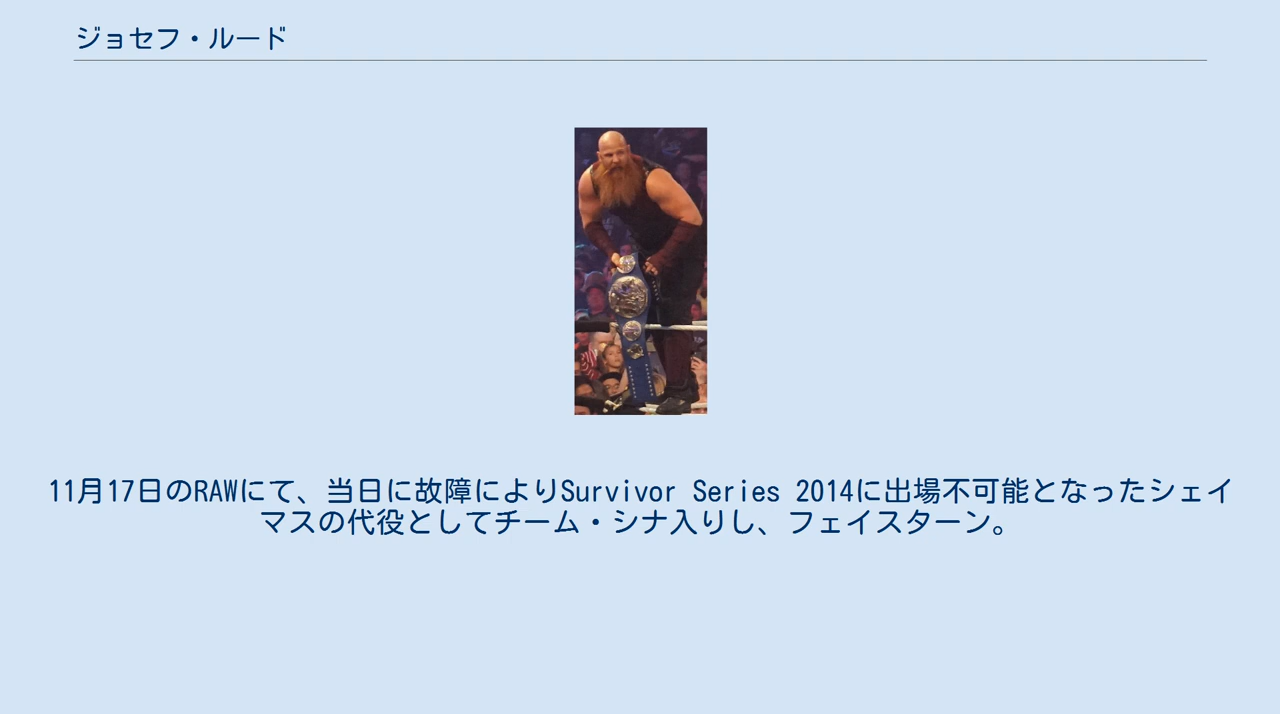 ジョセフ・ルード
11月17日のRAWにて、当日に故障によりSurvivor Series 2014に出場不可能となったシェイ
マスの代役としてチーム・シナ入りし、フェイスターン。